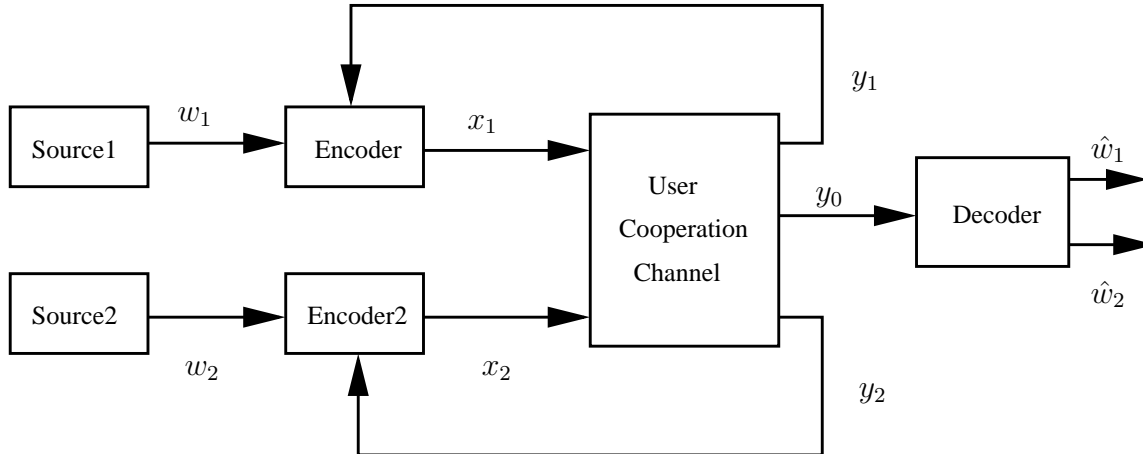 Source1
w₁
Encoder
x₁
User
Cooperation
Channel
y₁
y₀
Decoder
ŵ₁
ŵ₂
Source2
w₂
Encoder2
x₂
y₂